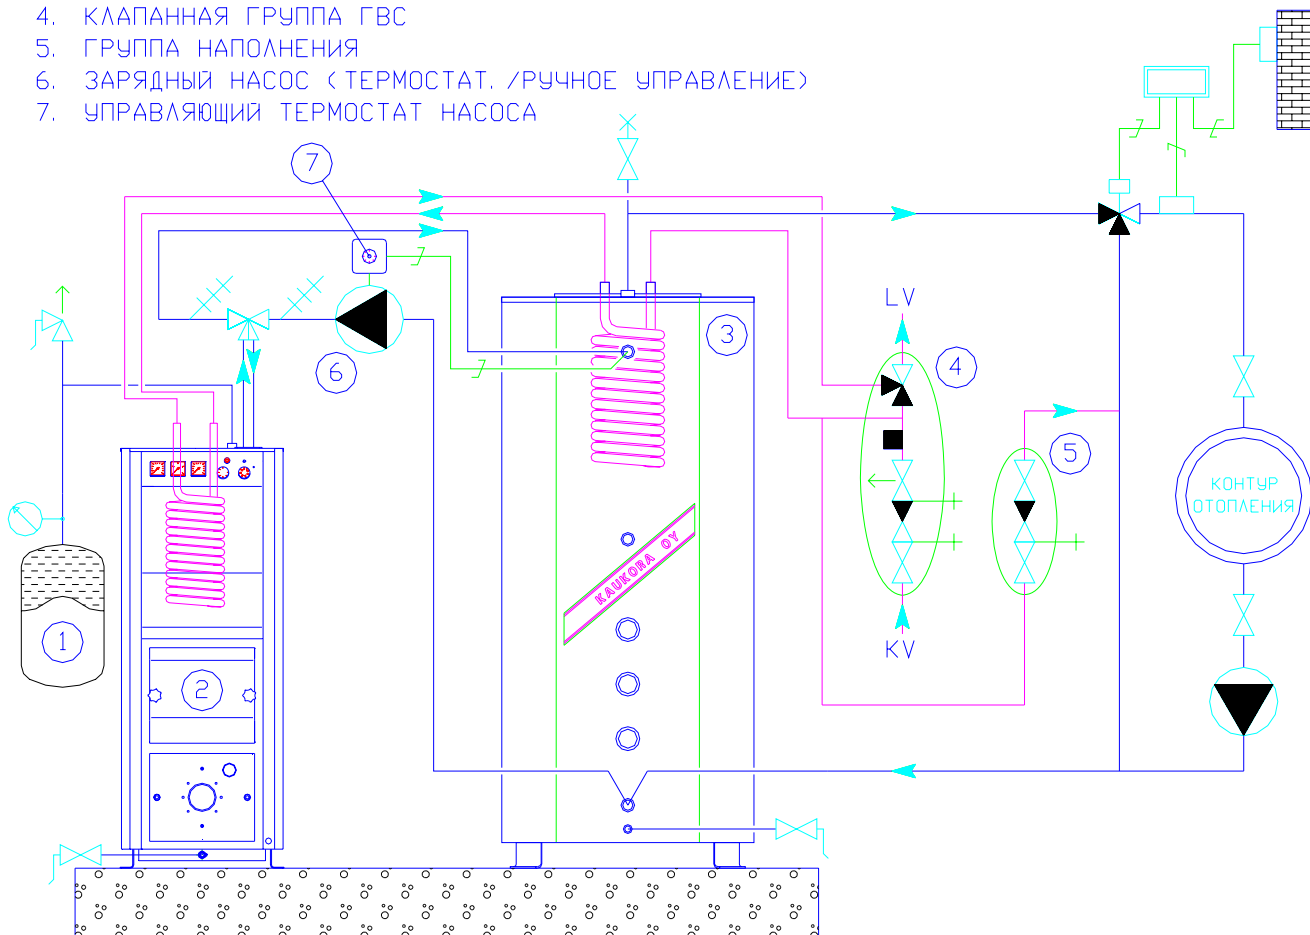 4. КЛАПАННАЯ ГРУППА ГВС
5. ГРУППА НАПОЛНЕНИЯ
6. ЗАРЯДНЫЙ НАСОС (ТЕРМОСТАТ. /РУЧНОЕ УПРАВЛЕНИЕ)
7. УПРАВЛЯЮЩИЙ ТЕРМОСТАТ НАСОСА
7
LV
3
4
6
5
КОНТУР
ОТОПЛЕНИЯ
KAUKORA OY
1
KV
2